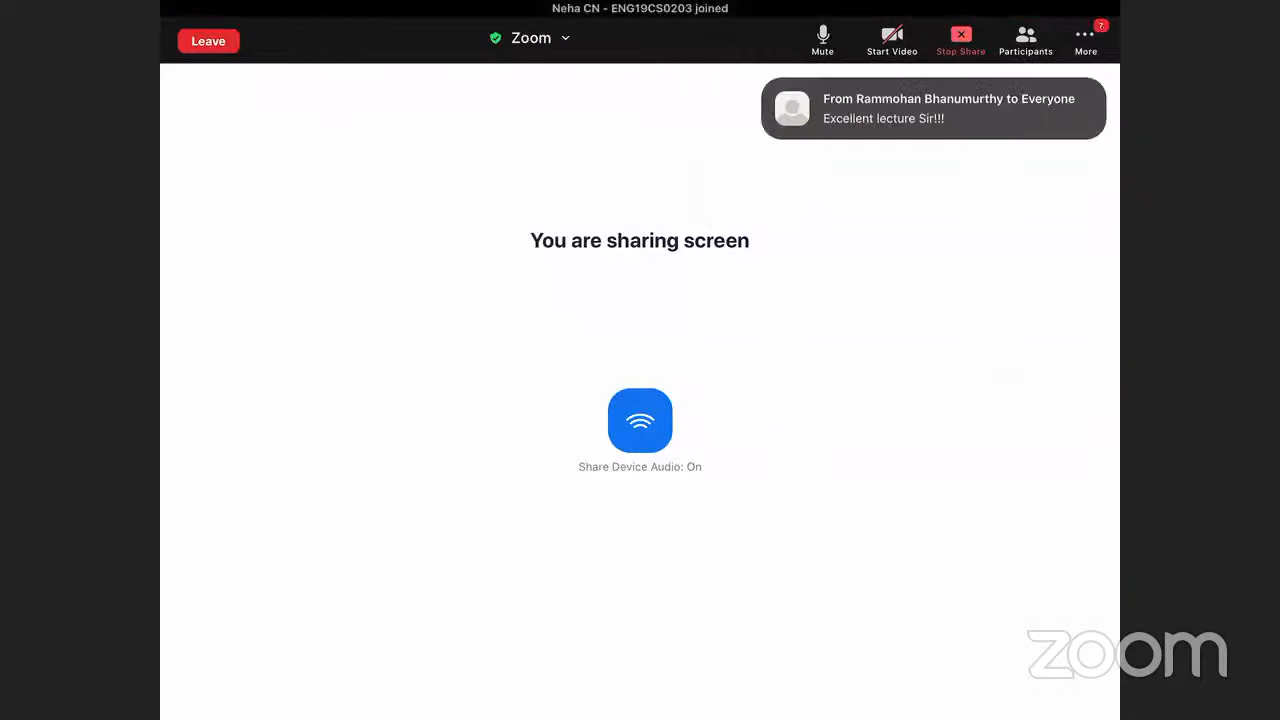 Neha CN - ENG19CS0203 joined
Leave
Zoom
Mute
Start Video
Stop Share
Participants
More
7
From Rammohan Bhanumurthy to Everyone
Excellent lecture Sir!!!
You are sharing screen
Share Device Audio: On
zoom